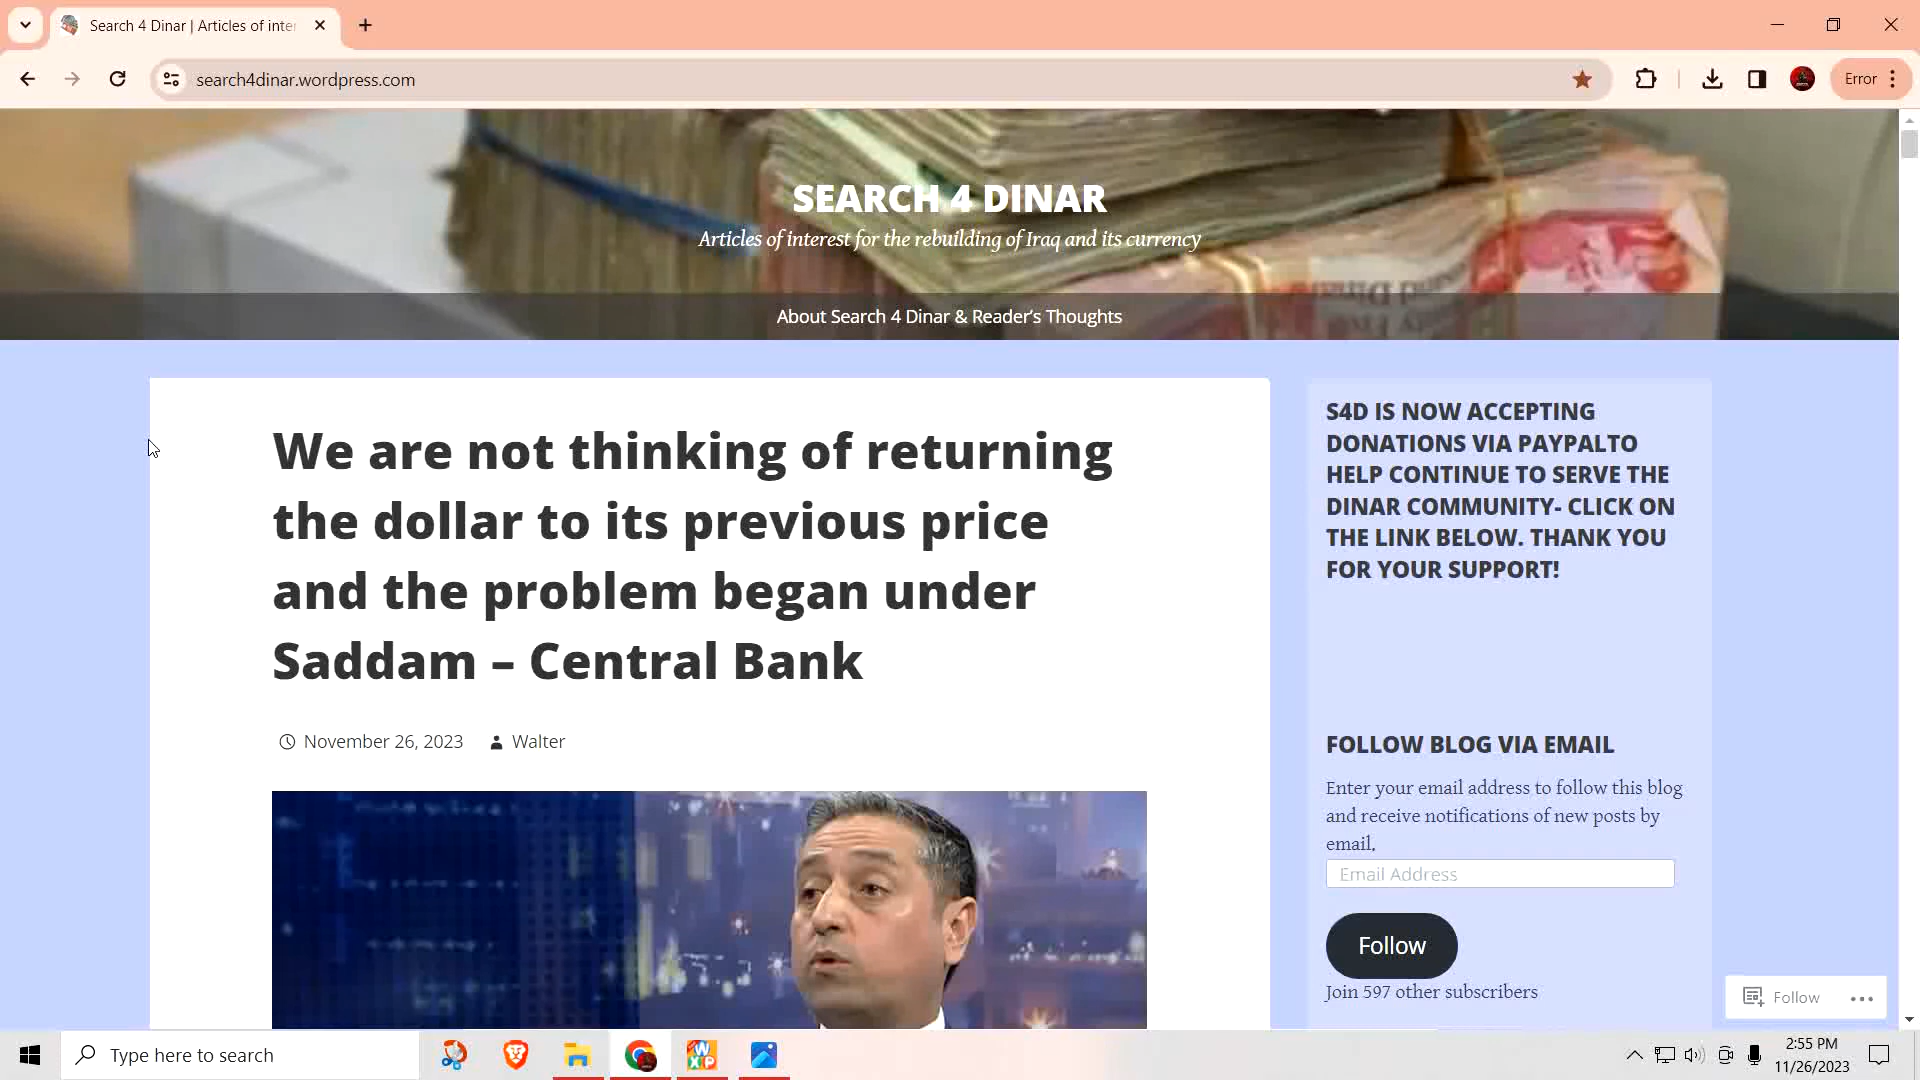 Search 4 Dinar | Articles of inte
search4dinar.wordpress.com
Error
SEARCH 4 DINAR
Articles of interest for the rebuilding of Iraq and its currency
About Search 4 Dinar & Reader's Thoughts
We are not thinking of returning
the dollar to its previous price
and the problem began under
Saddam – Central Bank
November 26, 2023 Walter
S4D IS NOW ACCEPTING
DONATIONS VIA PAYPALTO
HELP CONTINUE TO SERVE THE
DINAR COMMUNITY- CLICK ON
THE LINK BELOW. THANK YOU
FOR YOUR SUPPORT!
FOLLOW BLOG VIA EMAIL
Enter your email address to follow this blog
and receive notifications of new posts by
email.
Email Address
Follow
Join 597 other subscribers
Follow
Type here to search
2:55 PM
11/26/2023